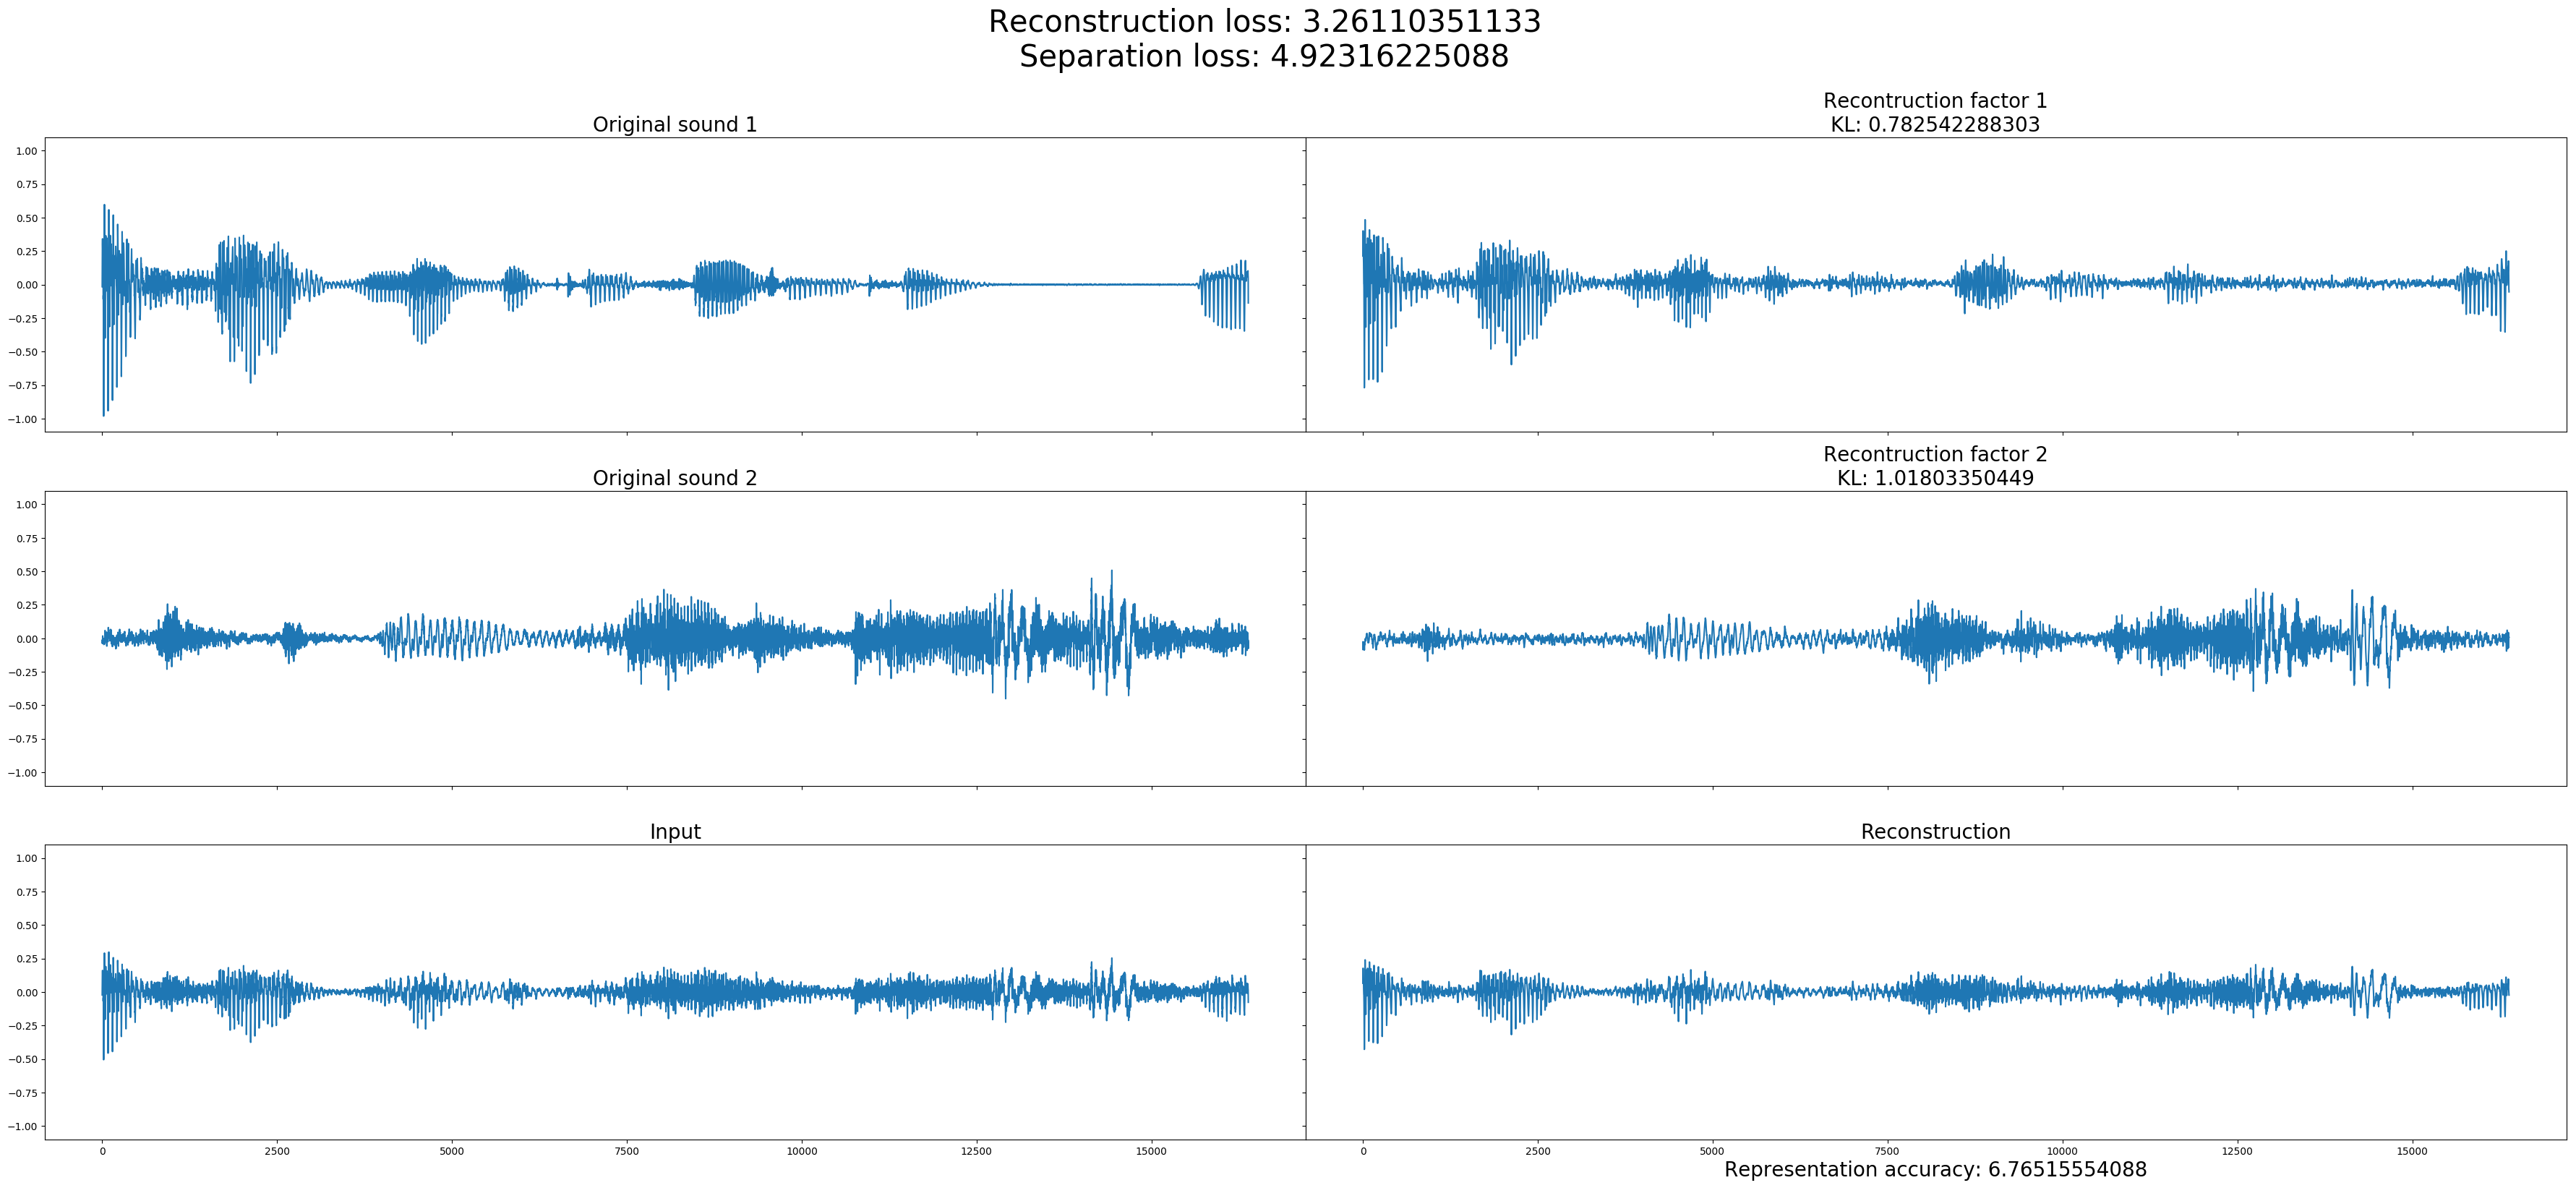 Reconstruction loss: 3.26110351133
Separation loss: 4.92316225088
Original sound 1
Recontruction factor 1
KL: 0.782542288303
1.00
0.75
0.50
0.25
0.00
−0.25
−0.50
−0.75
−1.00
Original sound 2
Recontruction factor 2
KL: 1.01803350449
1.00
0.75
0.50
0.25
0.00
−0.25
−0.50
−0.75
−1.00
Input
Reconstruction
1.00
0.75
0.50
0.25
0.00
−0.25
−0.50
−0.75
−1.00
0 2500 5000 7500 10000 12500 15000
0 2500 5000 7500 10000 12500 15000
Representation accuracy: 6.76515554088